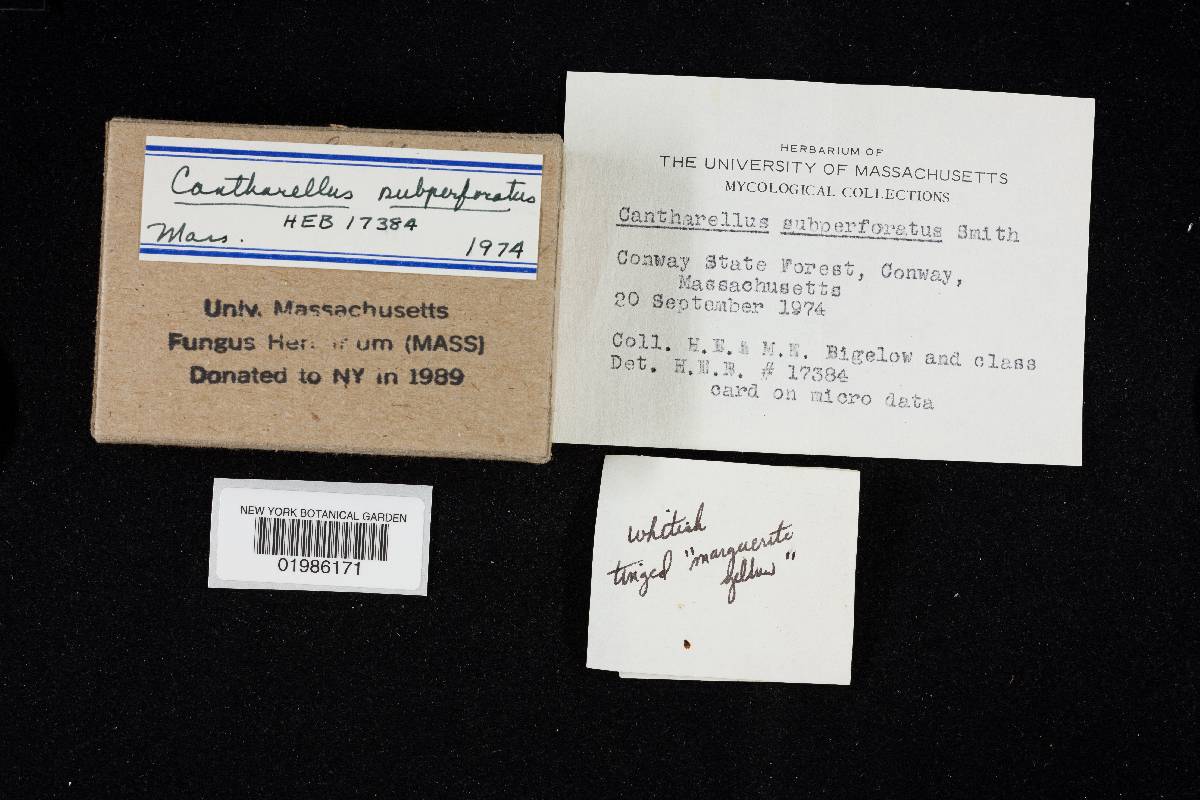 Cantharellus subperforatus
HEB 17384
Mass. 1974
Univ. Massachusetts
Fungus Herbarium (MASS)
Donated to NY in 1989
HERBARIUM OF
THE UNIVERSITY OF MASSACHUSETTS
MYCOLOGICAL COLLECTIONS
Cantharellus subperforatus Smith
Conway State Forest, Conway,
Massachusetts
20 September 1974
Coll. H.E.& M.E. Bigelow and class
Det. H.E.B. # 17384
card on micro data
NEW YORK BOTANICAL GARDEN
01986171
whitish
tinged "marguerite
yellow"